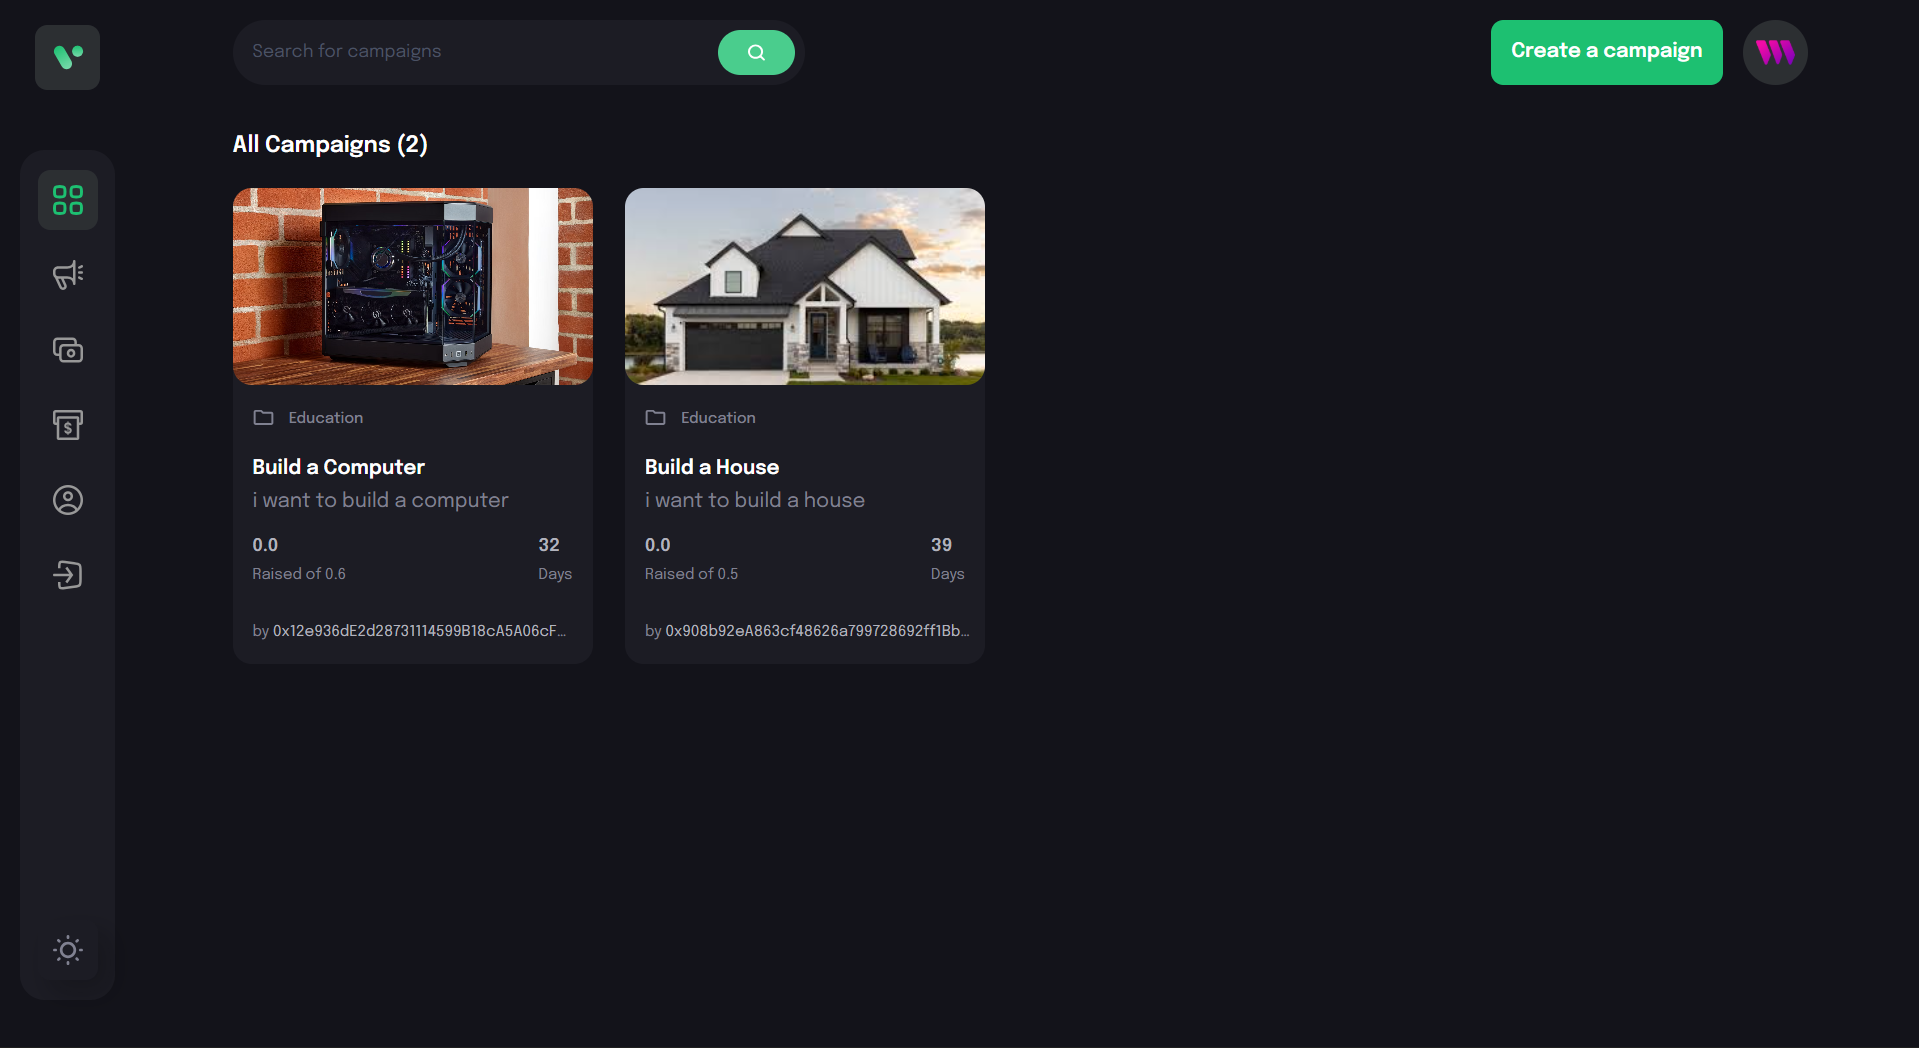 Search for campaigns
Create a campaign
All Campaigns (2)
Education
Build a Computer
i want to build a computer
0.0
32
Raised of 0.6
Days
by 0x12e936dE2d28731114599B18cA5A06cF...
Education
Build a House
i want to build a house
0.0
39
Raised of 0.5
Days
by 0x908b92eA863cf48626a799728692ff1Bb...